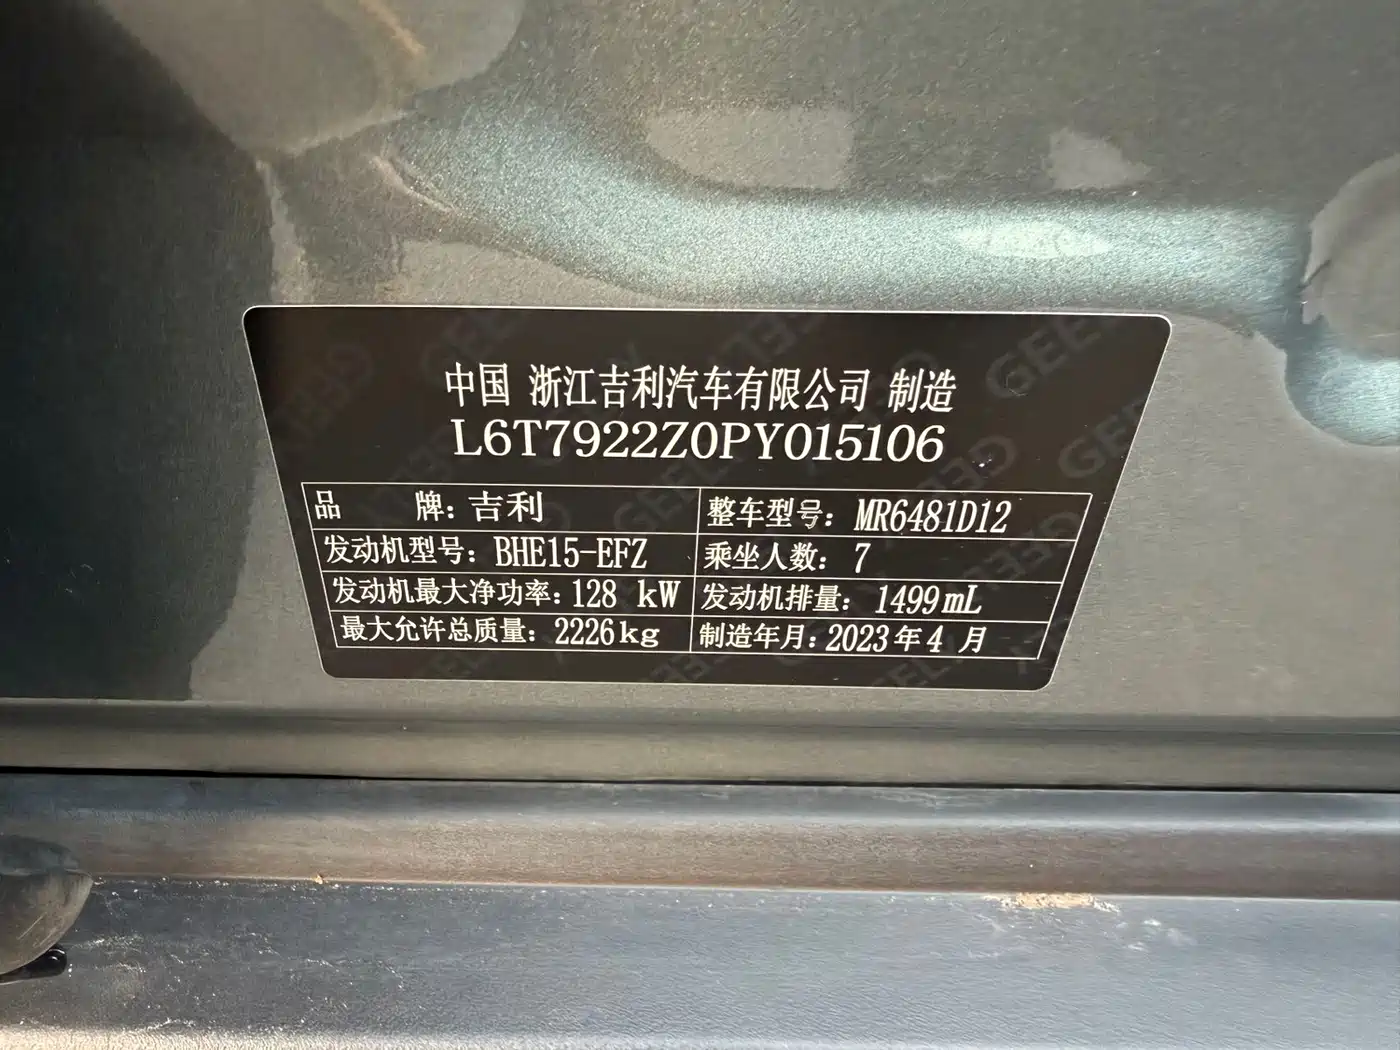 中国 浙江吉利汽车有限公司 制造
L6T7922Z0PY015106
品 牌: 吉利 整车型号: MR6481D12
发动机型号: BHE15-EFZ 乘坐人数: 7
发动机最大净功率: 128 kW 发动机排量: 1499mL
最大允许总质量: 2226kg 制造年月: 2023年4月